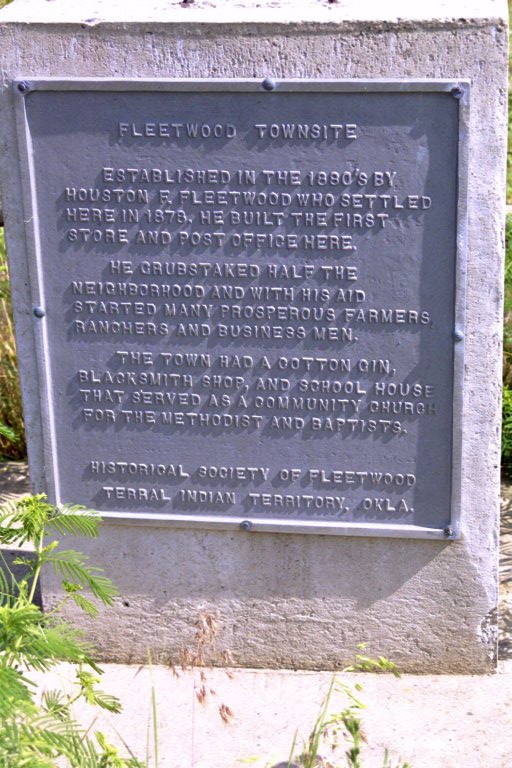 FLEETWOOD TOWNSITE
ESTABLISHED IN THE 1880'S BY
HOUSTON F. FLEETWOOD WHO SETTLED
HERE IN 1878. HE BUILT THE FIRST
STORE AND POST OFFICE HERE.
HE GRUBSTAKED HALF THE
NEIGHBORHOOD AND WITH HIS AID
STARTED MANY PROSPEROUS FARMERS,
RANCHERS AND BUSINESS MEN.
THE TOWN HAD A COTTON GIN,
BLACKSMITH SHOP, AND SCHOOL HOUSE
THAT SERVED AS A COMMUNITY CHURCH
FOR THE METHODIST AND BAPTISTS.
HISTORICAL SOCIETY OF FLEETWOOD
TERRAL INDIAN TERRITORY, OKLA.